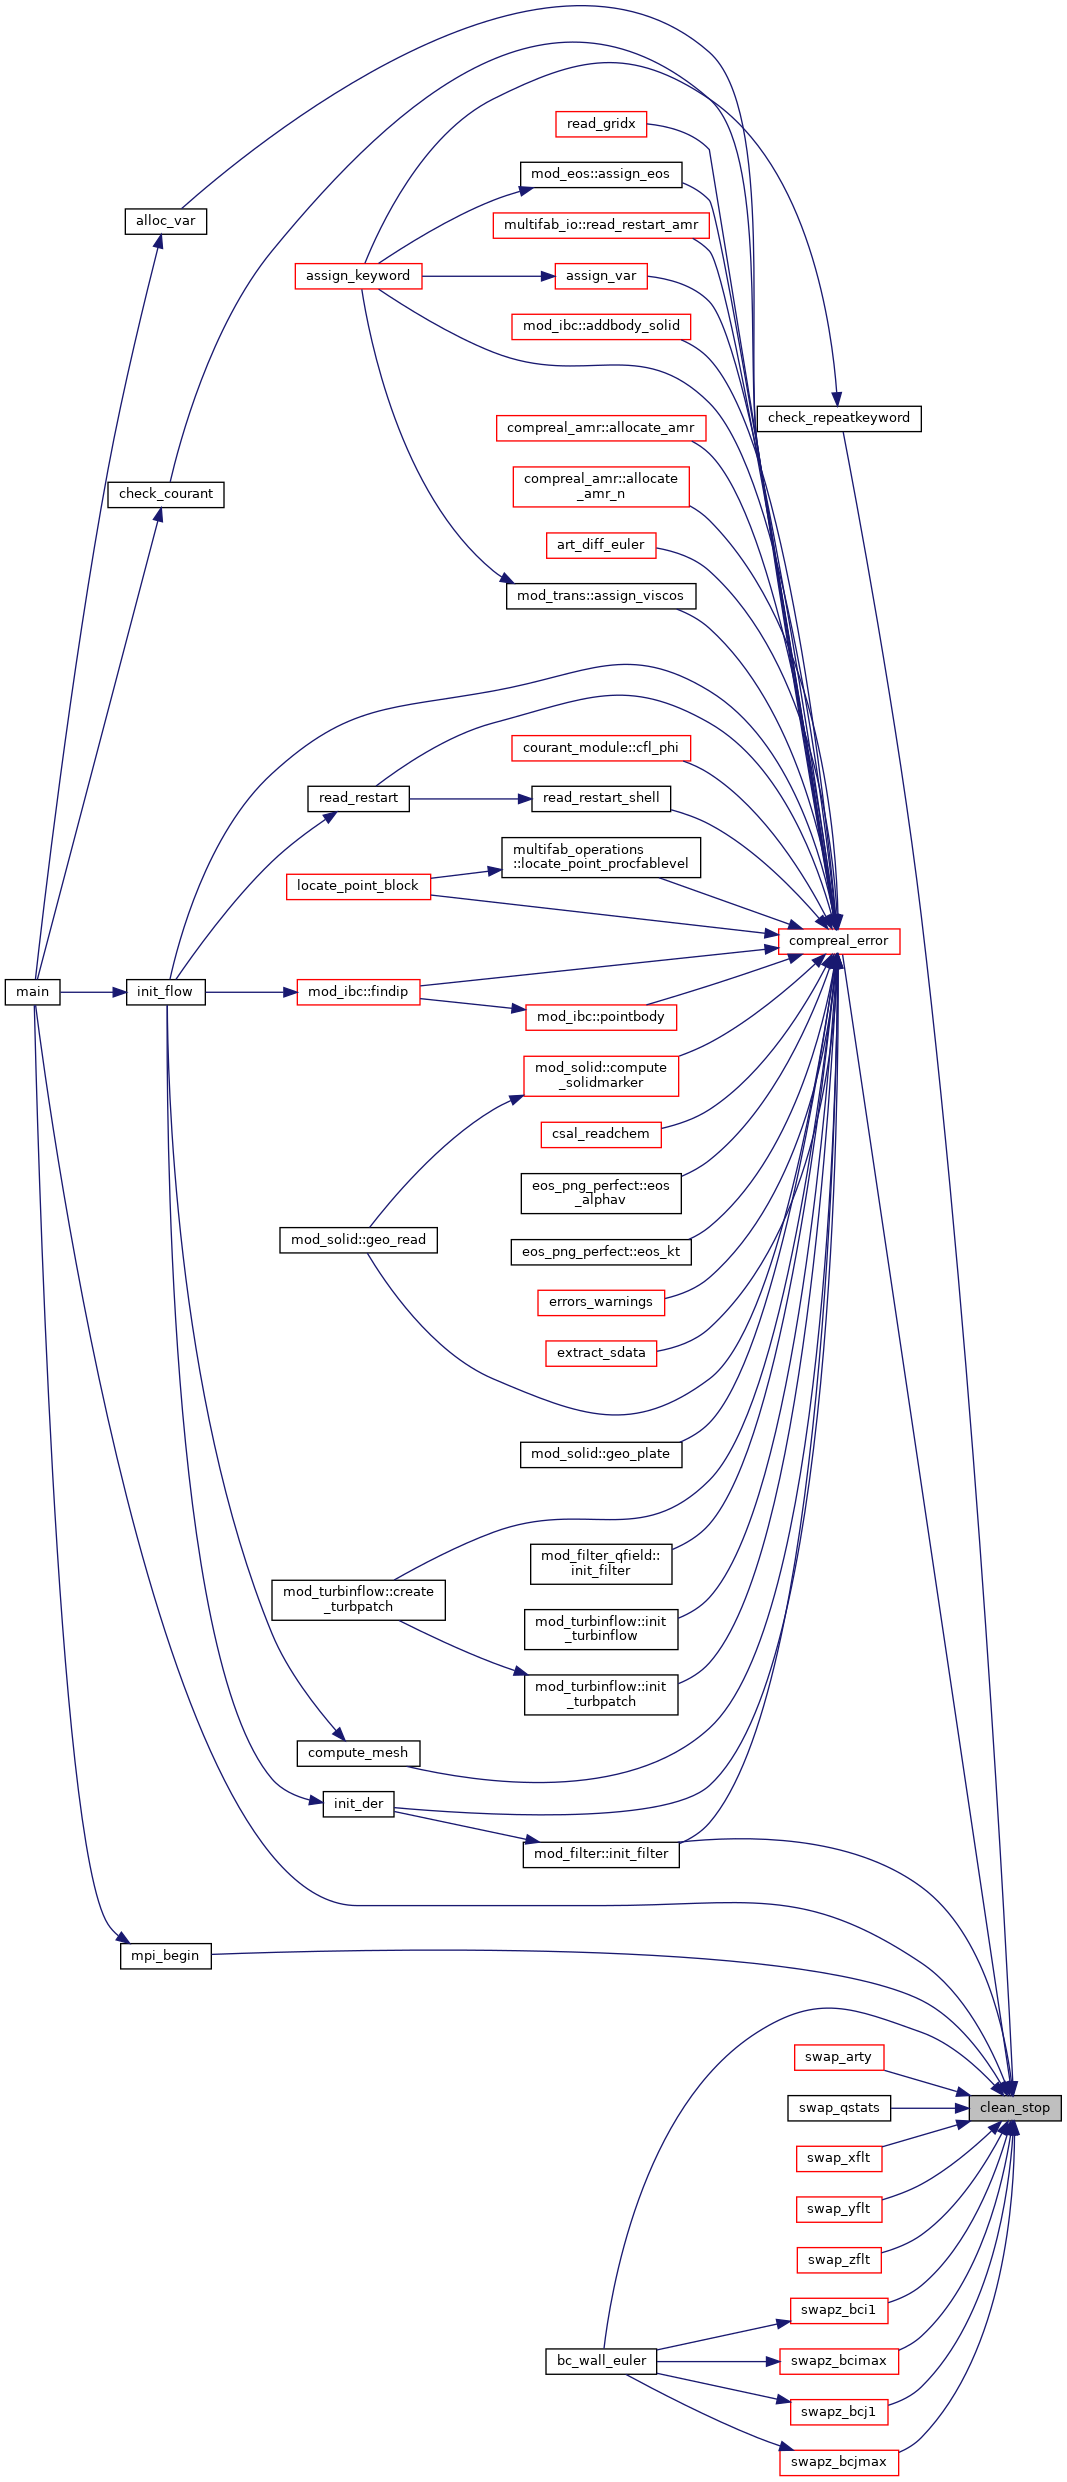 read_gridx
mod_eos::assign_eos
alloc_var
multifab_io::read_restart_amr
assign_keyword
assign_var
mod_ibc::addbody_solid
check_repeatkeyword
compreal_amr::allocate_amr
compreal_amr::allocate
_amr_n
check_courant
art_diff_euler
mod_trans::assign_viscos
courant_module::cfl_phi
read_restart
read_restart_shell
multifab_operations
::locate_point_procfablevel
locate_point_block
compreal_error
main
init_flow
mod_ibc::findip
mod_ibc::pointbody
mod_solid::compute
_solidmarker
csal_readchem
eos_png_perfect::eos
_alphav
mod_solid::geo_read
eos_png_perfect::eos_kt
errors_warnings
extract_sdata
mod_solid::geo_plate
mod_filter_qfield::
init_filter
mod_turbinflow::create
_turbpatch
mod_turbinflow::init
_turbinflow
mod_turbinflow::init
_turbpatch
compute_mesh
init_der
mod_filter::init_filter
mpi_begin
swap_arty
clean_stop
swap_qstats
swap_xflt
swap_yflt
swap_zflt
swapz_bci1
bc_wall_euler
swapz_bcimax
swapz_bcj1
swapz_bcjmax